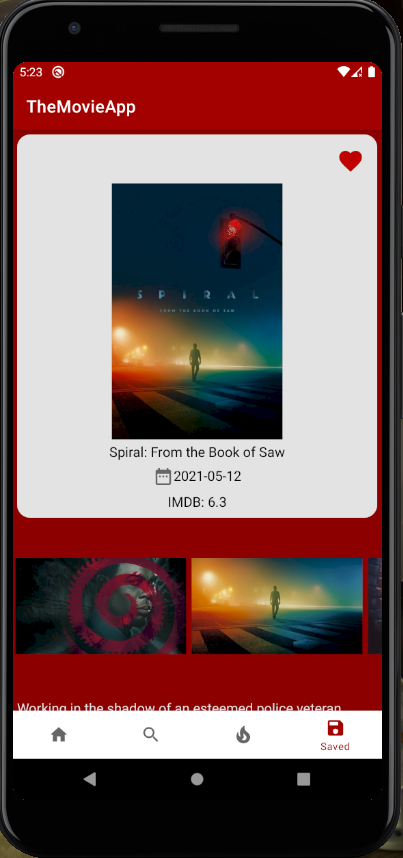 5:23
TheMovieApp
SPIRAL
FROM THE BOOK OF SAW
Spiral: From the Book of Saw
2021-05-12
IMDB: 6.3
Working in the shadow of an esteemed police veteran,
Saved